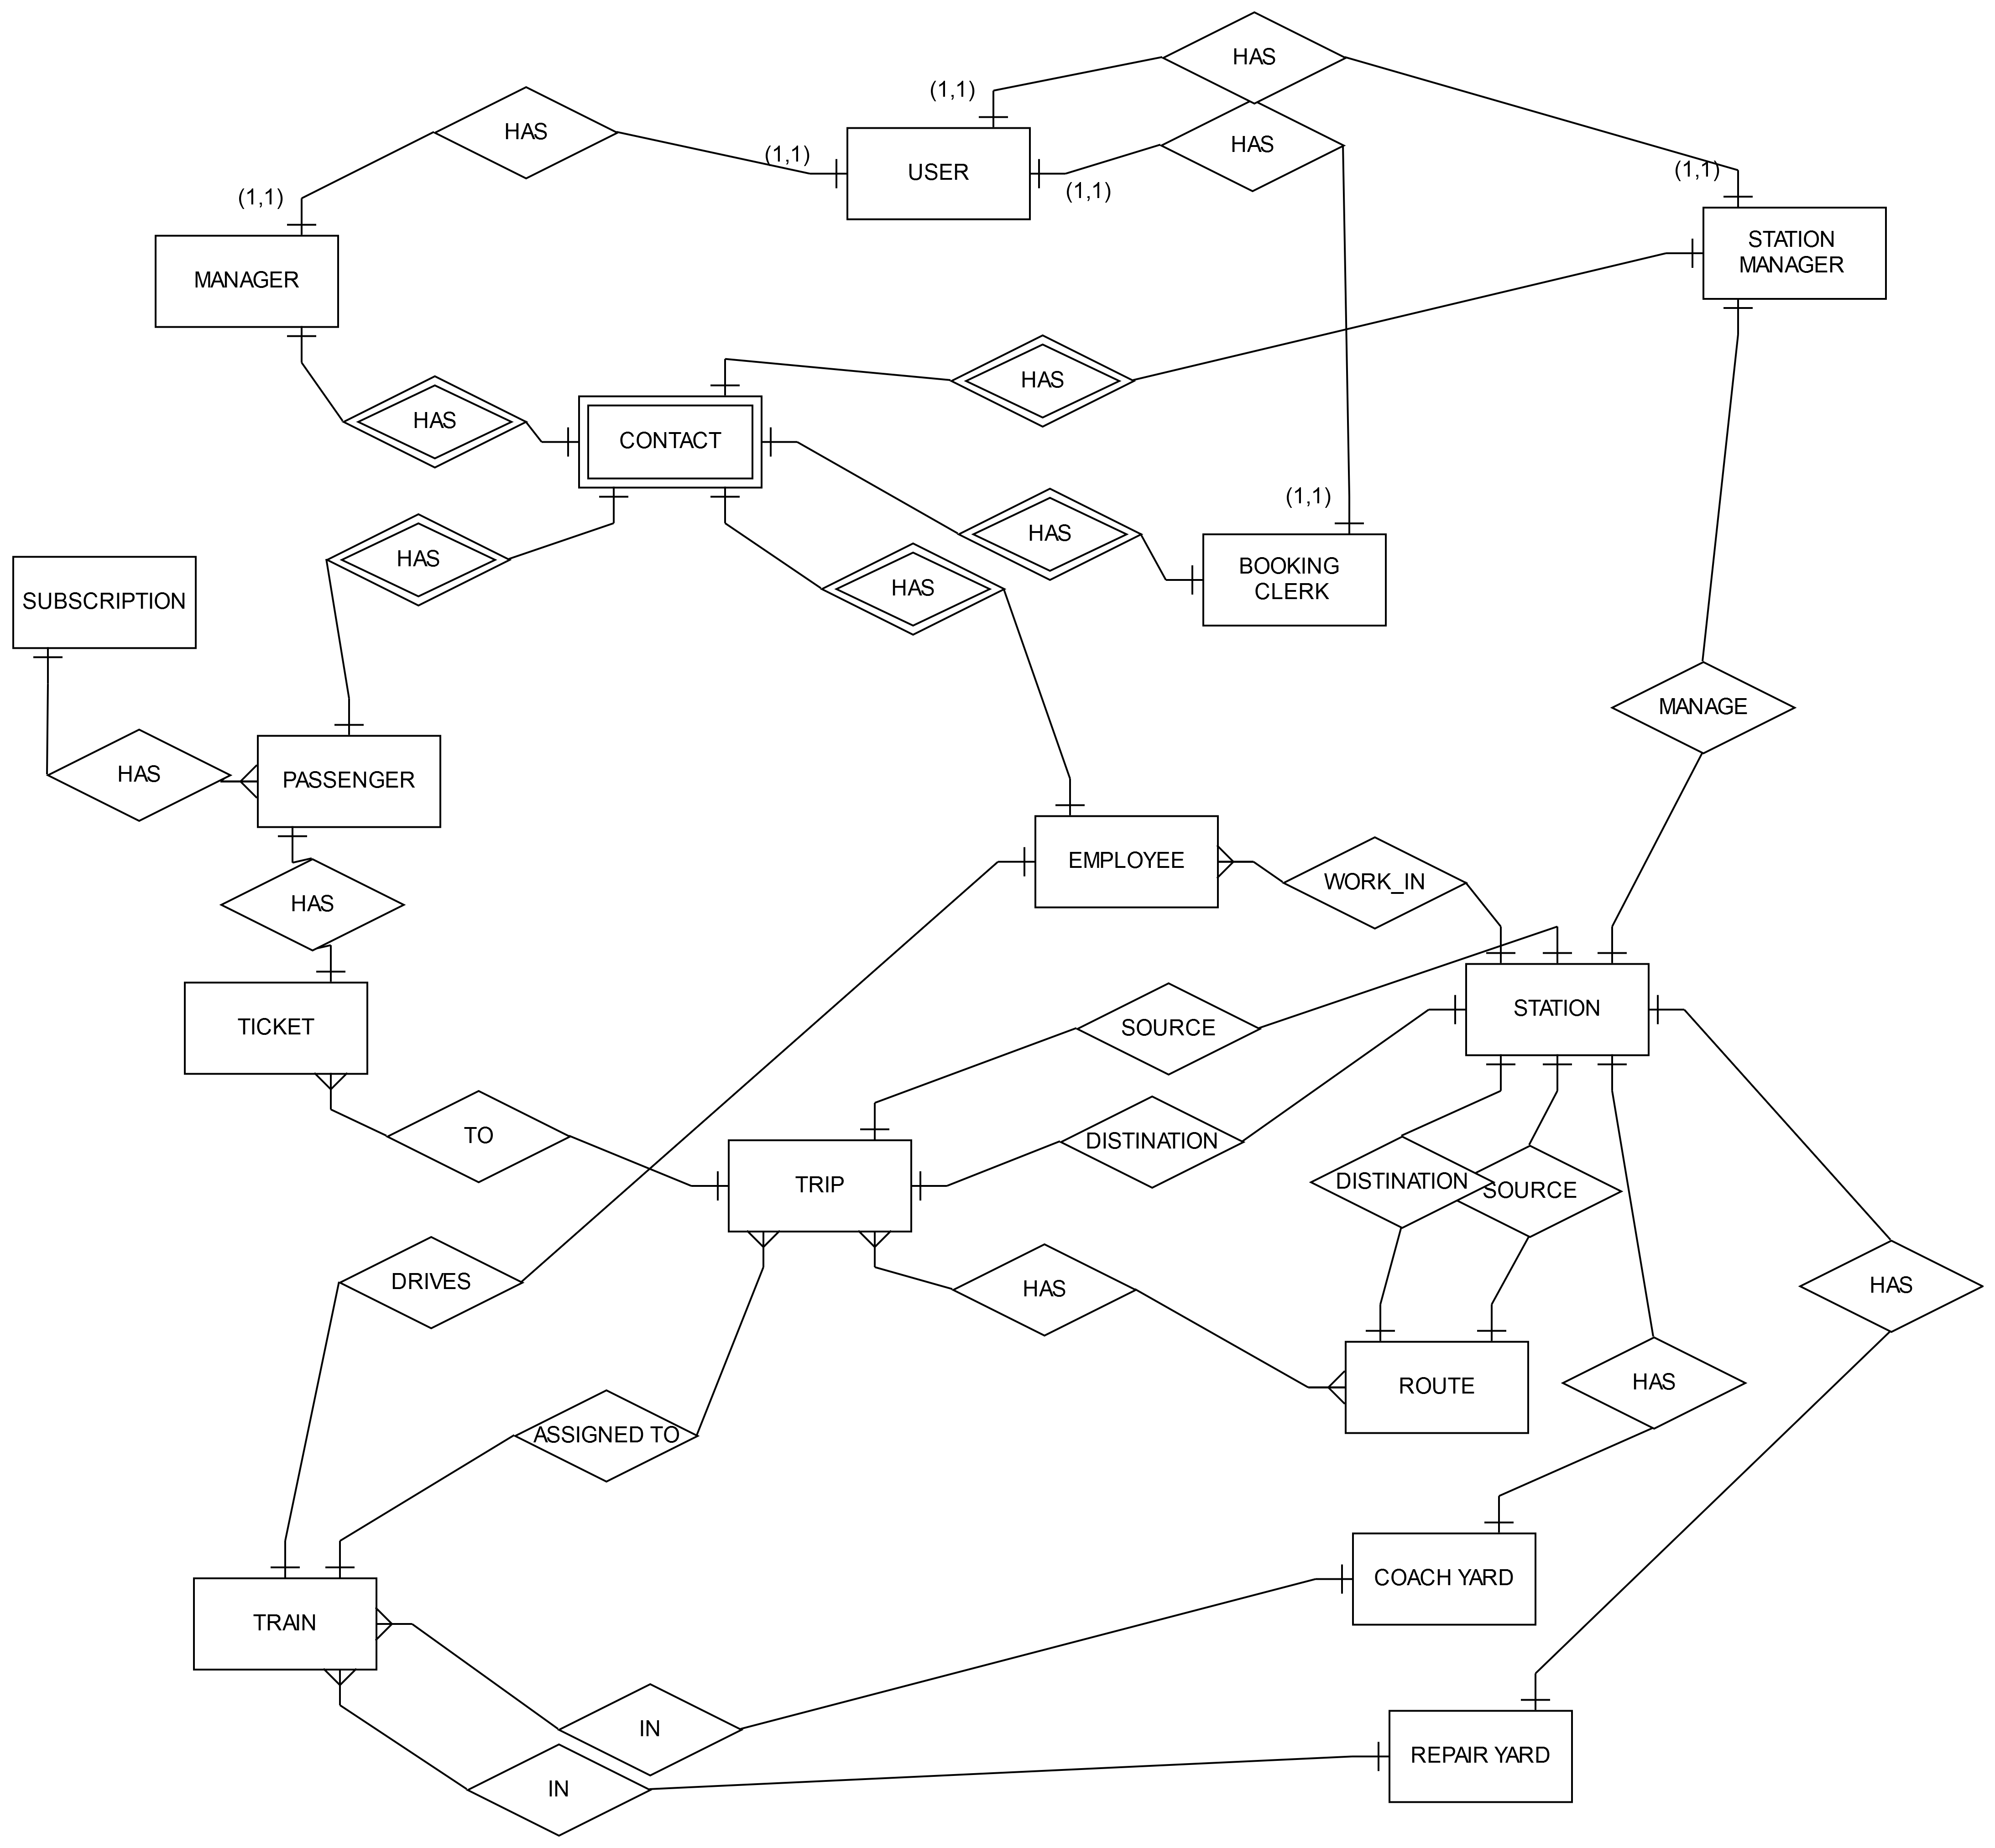 HAS
(1,1)
HAS
(1,1)
USER
HAS
(1,1)
(1,1)
(1,1)
(1,1)
STATION
MANAGER
MANAGER
HAS
HAS
CONTACT
(1,1)
HAS
HAS
BOOKING
CLERK
HAS
SUBSCRIPTION
MANAGE
HAS
PASSENGER
EMPLOYEE
WORK_IN
HAS
STATION
TICKET
SOURCE
TO
DISTINATION
TRIP
DISTINATION
SOURCE
DRIVES
HAS
HAS
ROUTE
HAS
ASSIGNED TO
COACH YARD
TRAIN
IN
REPAIR YARD
IN